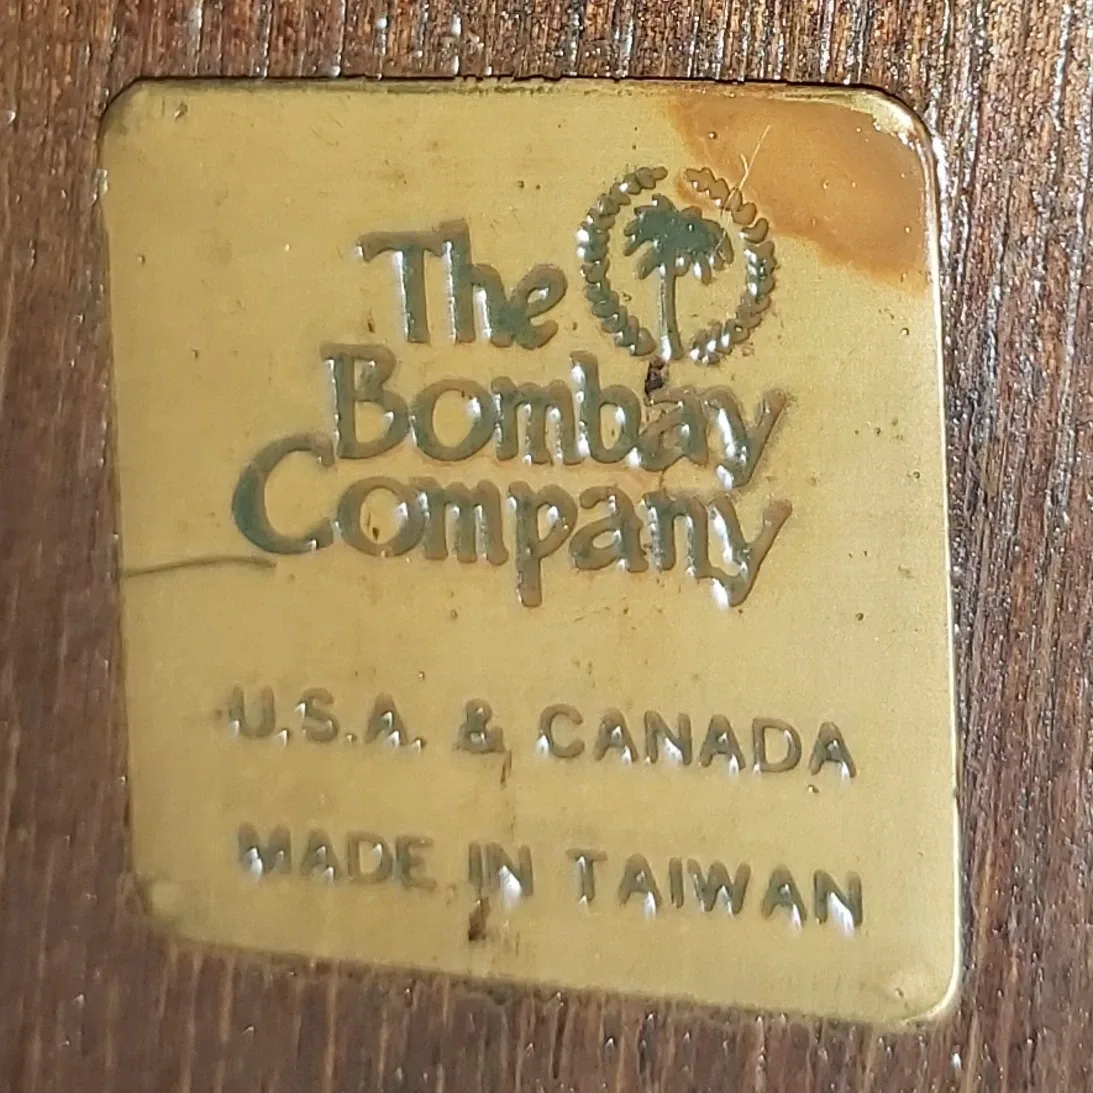 The
Bombay
Company
U.S.A. & CANADA
MADE IN TAIWAN